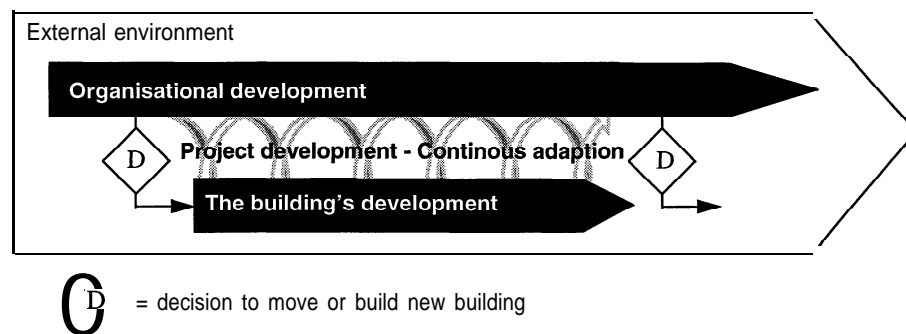 External environment
Organisational development
D
Project development - Continous adaption
D
The building's development
D
= decision to move or build new building